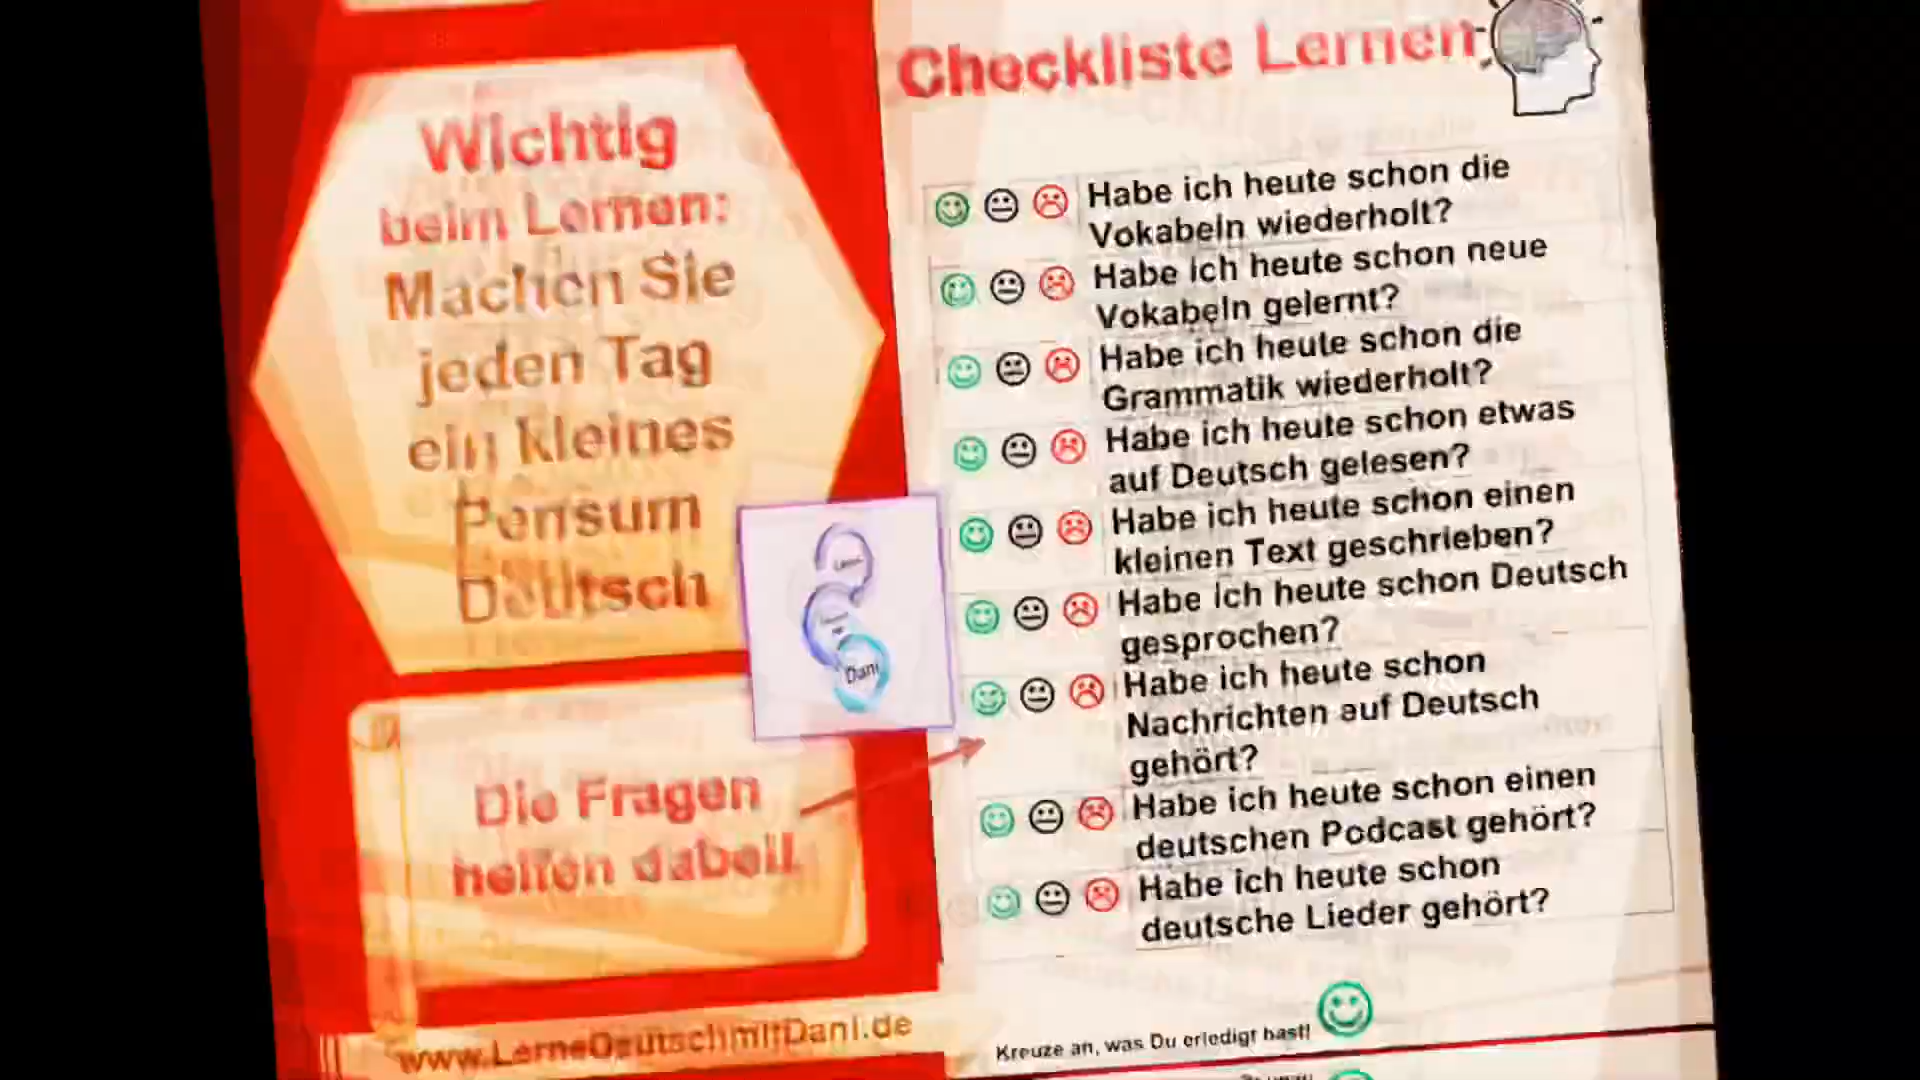 Wichtig
beim Lernen:
Machen Sie
jeden Tag
ein kleines
Pensum
Deutsch
Die Fragen
helfen dabei!
www.LerneDeutschmitDani.de
Dani
Checkliste Lernen
Habe ich heute schon die
Vokabeln wiederholt?
Habe ich heute schon neue
Vokabeln gelernt?
Habe ich heute schon die
Grammatik wiederholt?
Habe ich heute schon etwas
auf Deutsch gelesen?
Habe ich heute schon einen
kleinen Text geschrieben?
Habe ich heute schon Deutsch
gesprochen?
Habe ich heute schon
Nachrichten auf Deutsch
gehört?
Habe ich heute schon einen
deutschen Podcast gehört?
Habe ich heute schon
deutsche Lieder gehört?
Kreuze an, was Du erledigt hast!